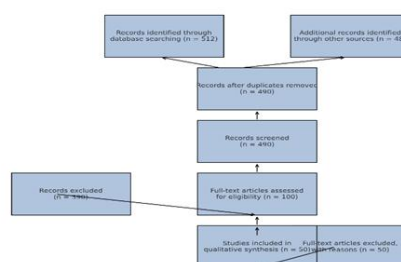 Records identified through
database searching (n = 512)
Additional records identified
through other sources (n = 48
Records after duplicates removed
(n = 490)
Records screened
(n = 490)
Records excluded
(n = 390)
Full-text articles assessed
for eligibility (n = 100)
Studies included in
qualitative synthesis (n = 50)
Full-text articles excluded,
with reasons (n = 50)